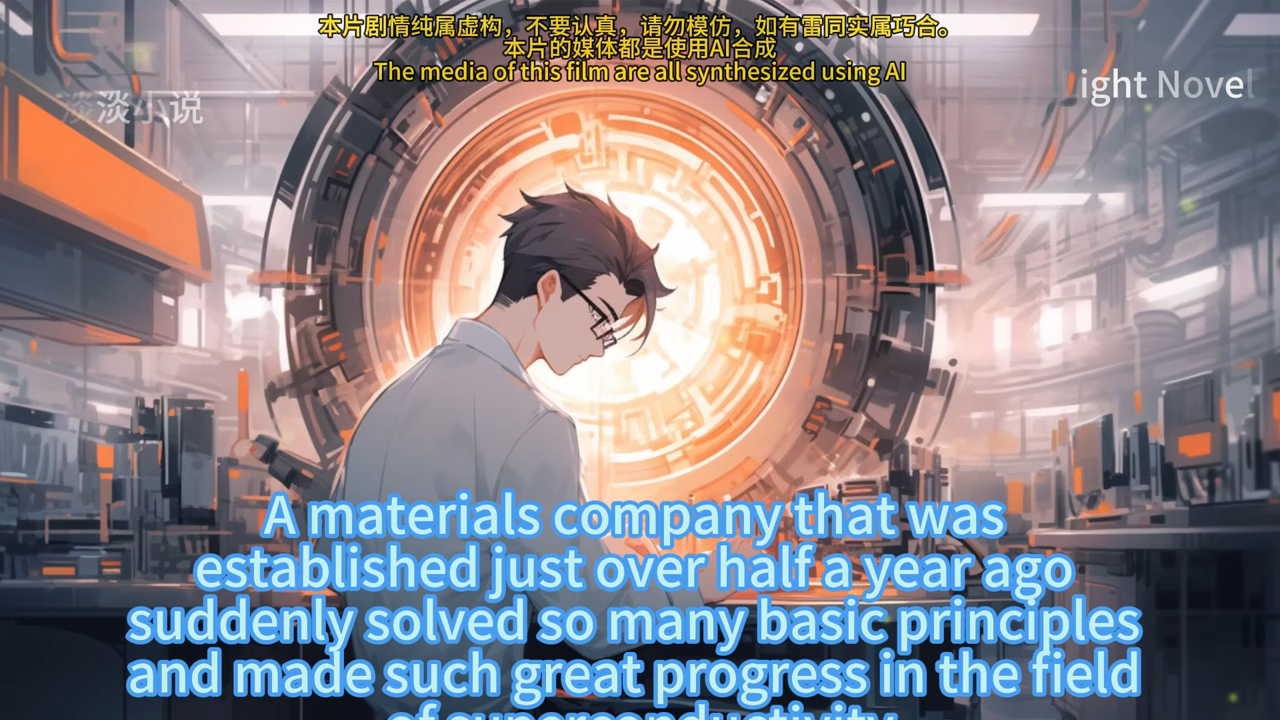 本片剧情纯属虚构，不要认真，请勿模仿，如有雷同实属巧合。
本片的媒体都是使用AI合成
The media of this film are all synthesized using AI
淡淡小说
Light Novel
A materials company that was
established just over half a year ago
suddenly solved so many basic principles
and made such great progress in the field
of superconductivity